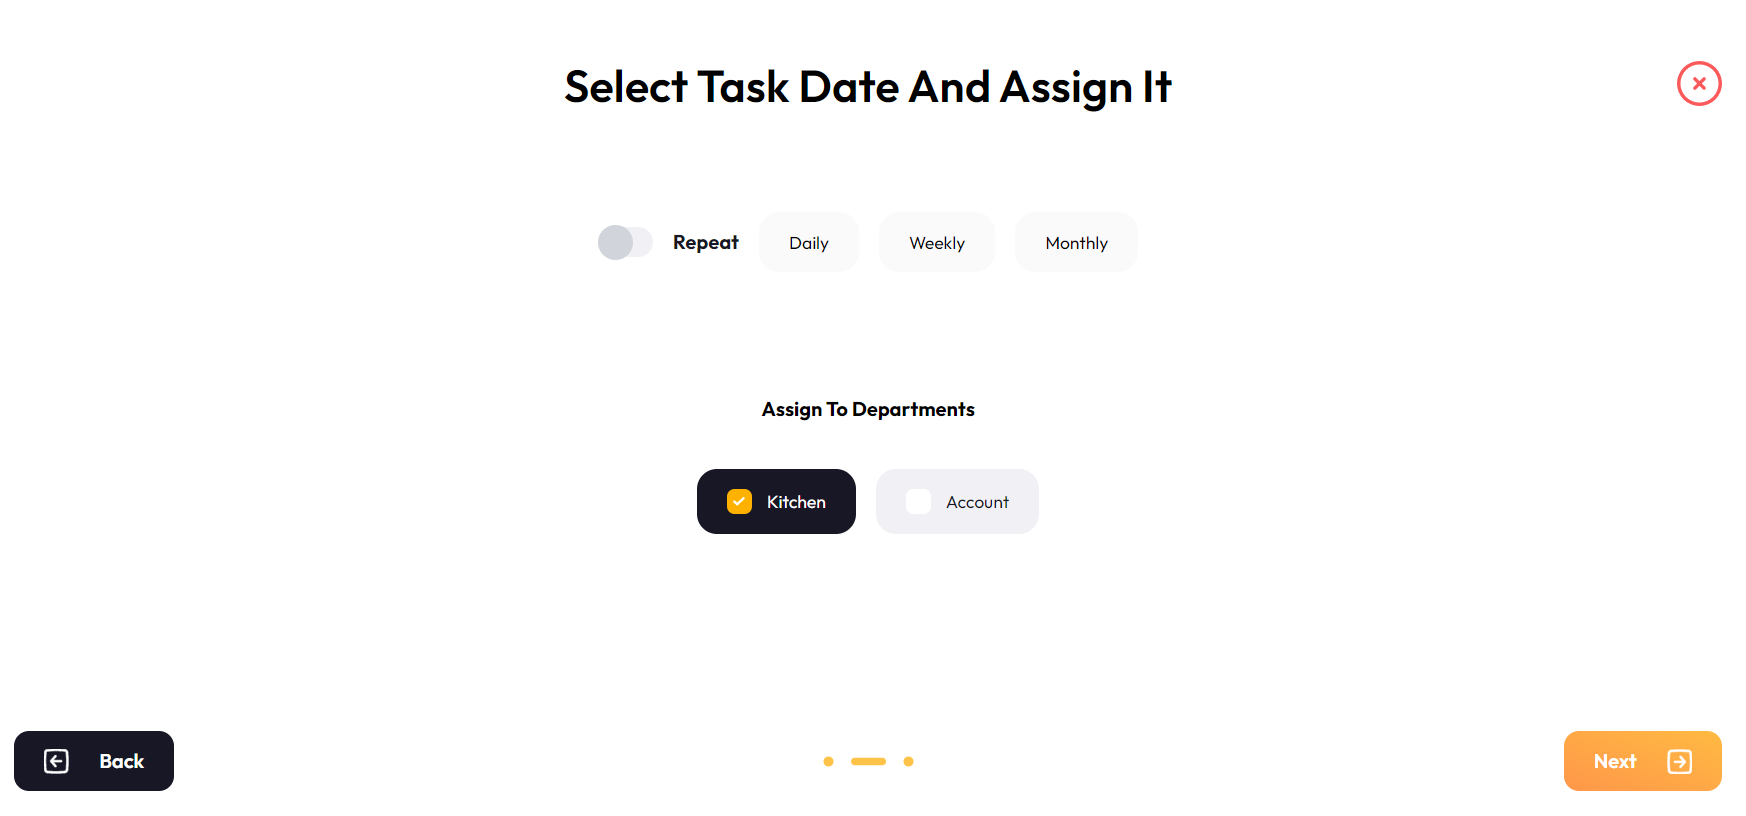 Select Task Date And Assign It
Repeat Daily Weekly Monthly
Assign To Departments
Kitchen Account
Back Next